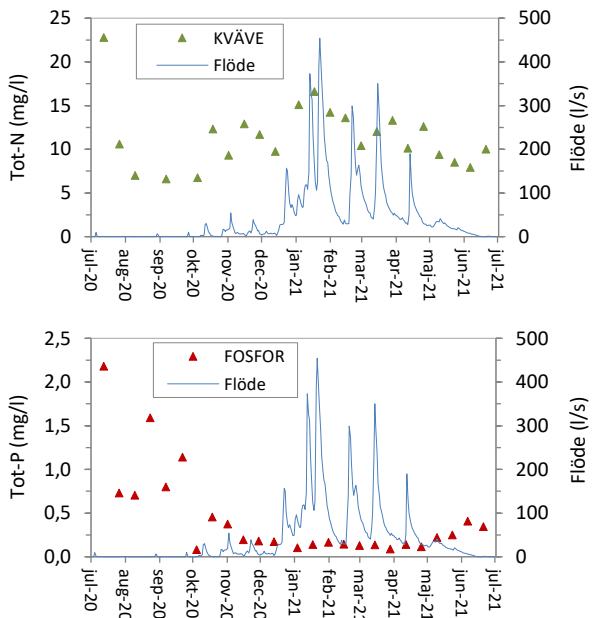 25
20
15
10
5
0
Tot-N (mg/l)
KVÄVE
Flöde
500
400
300
200
100
0
Flöde (l/s)
jul-20
aug-20
sep-20
okt-20
nov-20
dec-20
jan-21
feb-21
mar-21
apr-21
maj-21
jun-21
jul-21
2,5
2,0
1,5
1,0
0,5
0,0
Tot-P (mg/l)
FOSFOR
Flöde
500
400
300
200
100
0
Flöde (l/s)
jul-20
aug-20
sep-20
okt-20
nov-20
dec-20
jan-21
feb-21
mar-21
apr-21
maj-21
jun-21
jul-21